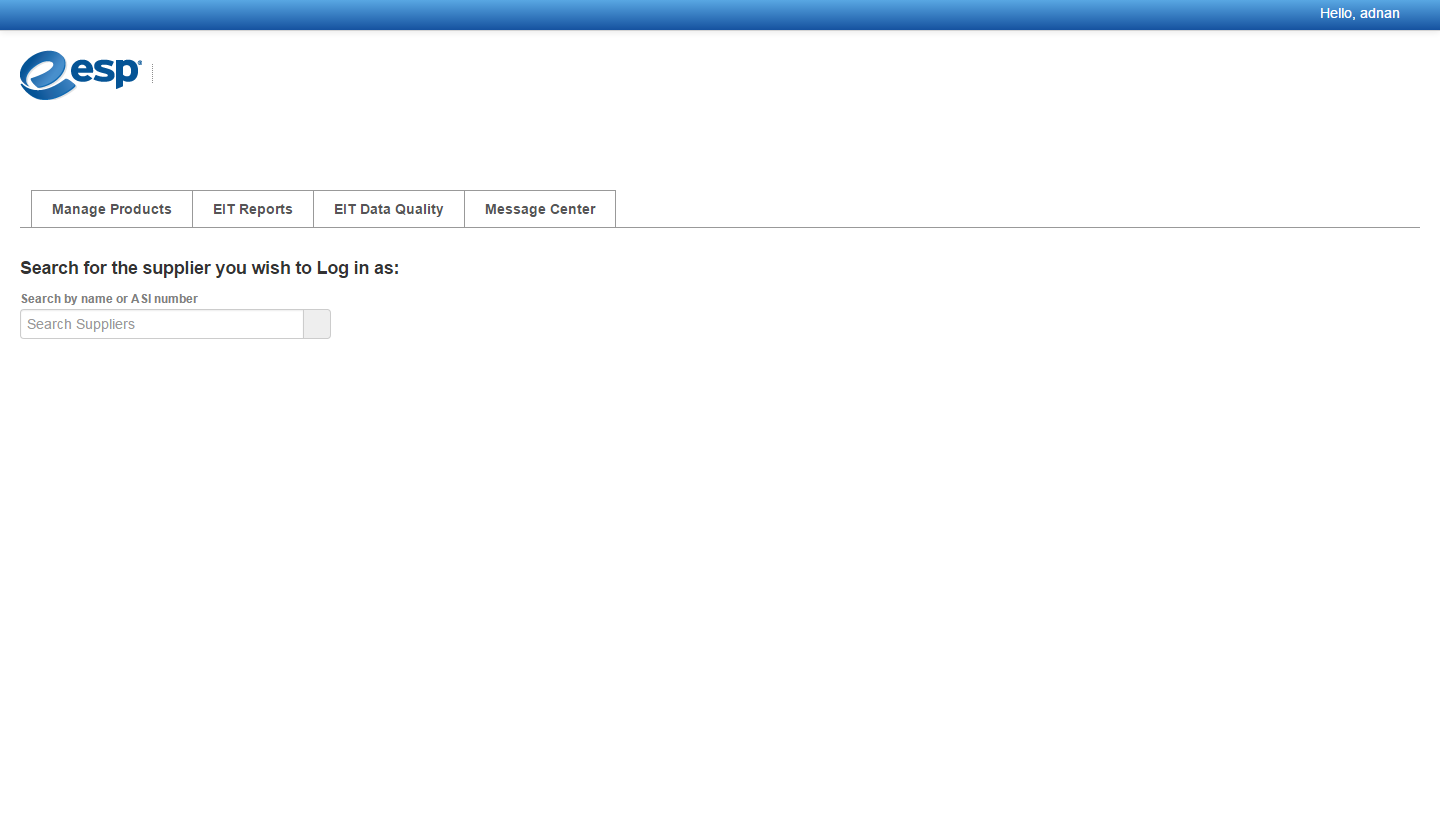 Hello, adnan
esp®
Manage Products
EIT Reports
EIT Data Quality
Message Center
Search for the supplier you wish to Log in as:
Search by name or ASI number
Search Suppliers